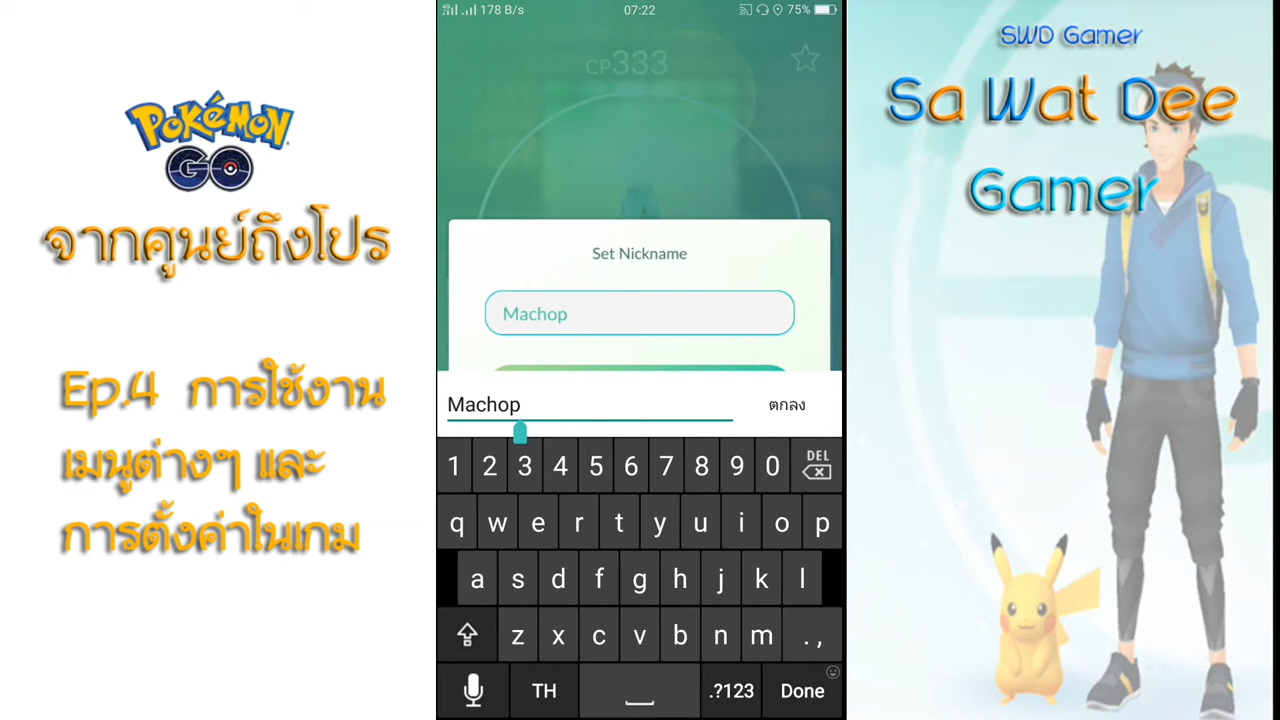 POKéMON
GO
จากศูนย์ถึงโปร
Ep.4 การใช้งาน
เมนูต่างๆ และ
การตั้งค่าในเกม
178 B/s 07:22 75%
CP333
Set Nickname
Machop
Machop ตกลง
1 2 3 4 5 6 7 8 9 0 DEL
q w e r t y u i o p
a s d f g h j k l
z x c v b n m . ,
TH .?123 Done
SWD Gamer
Sa Wat Dee
Gamer